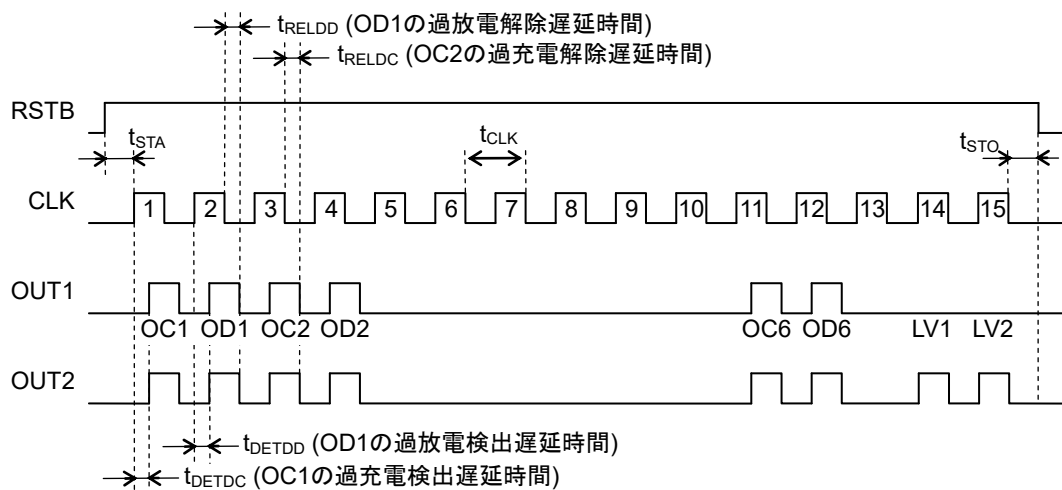 tRELDD (OD1の過放電解除遅延時間)
tRELDC (OC2の過充電解除遅延時間)
RSTB
tSTA
tCLK
tSTO
CLK
1 2 3 4 5 6 7 8 9 10 11 12 13 14 15
OUT1
OC1 OD1 OC2 OD2 OC6 OD6 LV1 LV2
OUT2
tDETDD (OD1の過放電検出遅延時間)
tDETDC (OC1の過充電検出遅延時間)